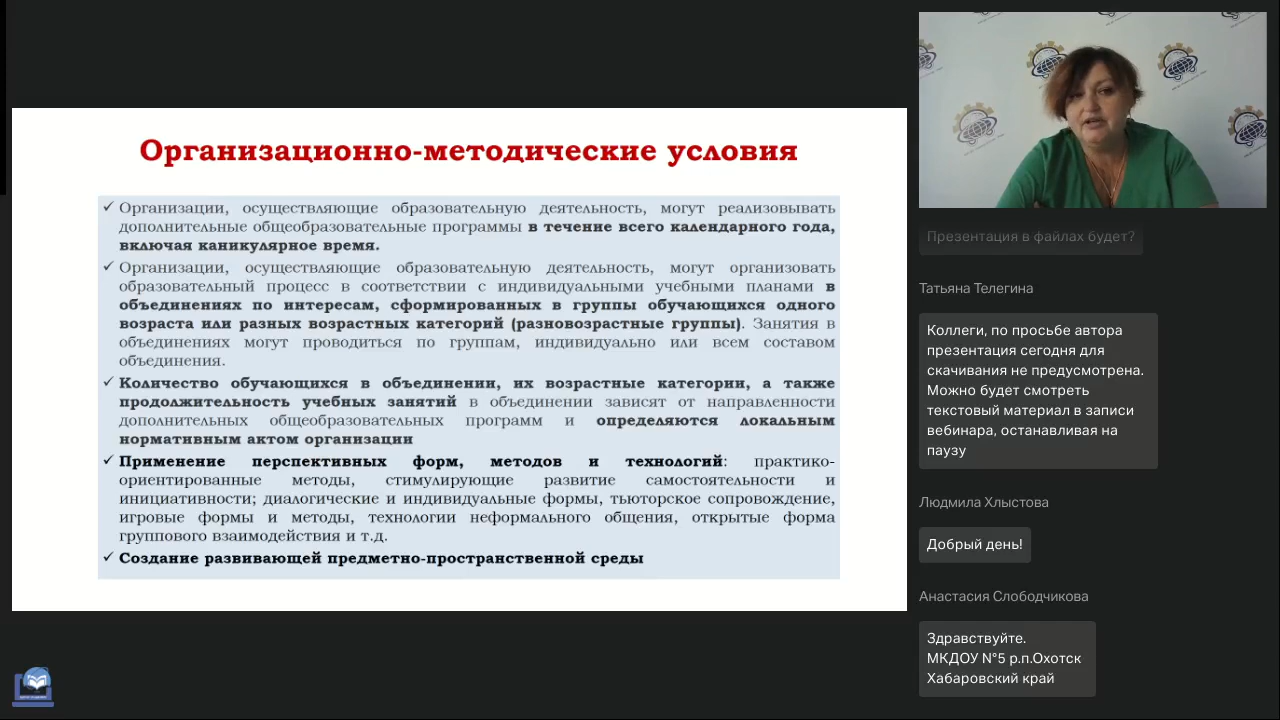 Организационно-методические условия
✓ Организации, осуществляющие образовательную деятельность, могут реализовывать
дополнительные общеобразовательные программы в течение всего календарного года,
включая каникулярное время.
✓ Организации, осуществляющие образовательную деятельность, могут организовать
образовательный процесс в соответствии с индивидуальными учебными планами в
объединениях по интересам, сформированных в группы обучающихся одного
возраста или разных возрастных категорий (разновозрастные группы). Занятия в
объединениях могут проводиться по группам, индивидуально или всем составом
объединения.
✓ Количество обучающихся в объединении, их возрастные категории, а также
продолжительность учебных занятий в объединении зависят от направленности
дополнительных общеобразовательных программ и определяются локальным
нормативным актом организации
✓ Применение перспективных форм, методов и технологий: практико-
ориентированные методы, стимулирующие развитие самостоятельности и
инициативности; диалогические и индивидуальные формы, тьюторское сопровождение,
игровые формы и методы, технологии неформального общения, открытые форма
группового взаимодействия и т.д.
✓ Создание развивающей предметно-пространственной среды
Презентация в файлах будет?
Татьяна Телегина
Коллеги, по просьбе автора
презентация сегодня для
скачивания не предусмотрена.
Можно будет смотреть
текстовый материал в записи
вебинара, останавливая на
паузу
Людмила Хлыстова
Добрый день!
Анастасия Слободчикова
Здравствуйте.
МКДОУ N°5 р.п.Охотск
Хабаровский край